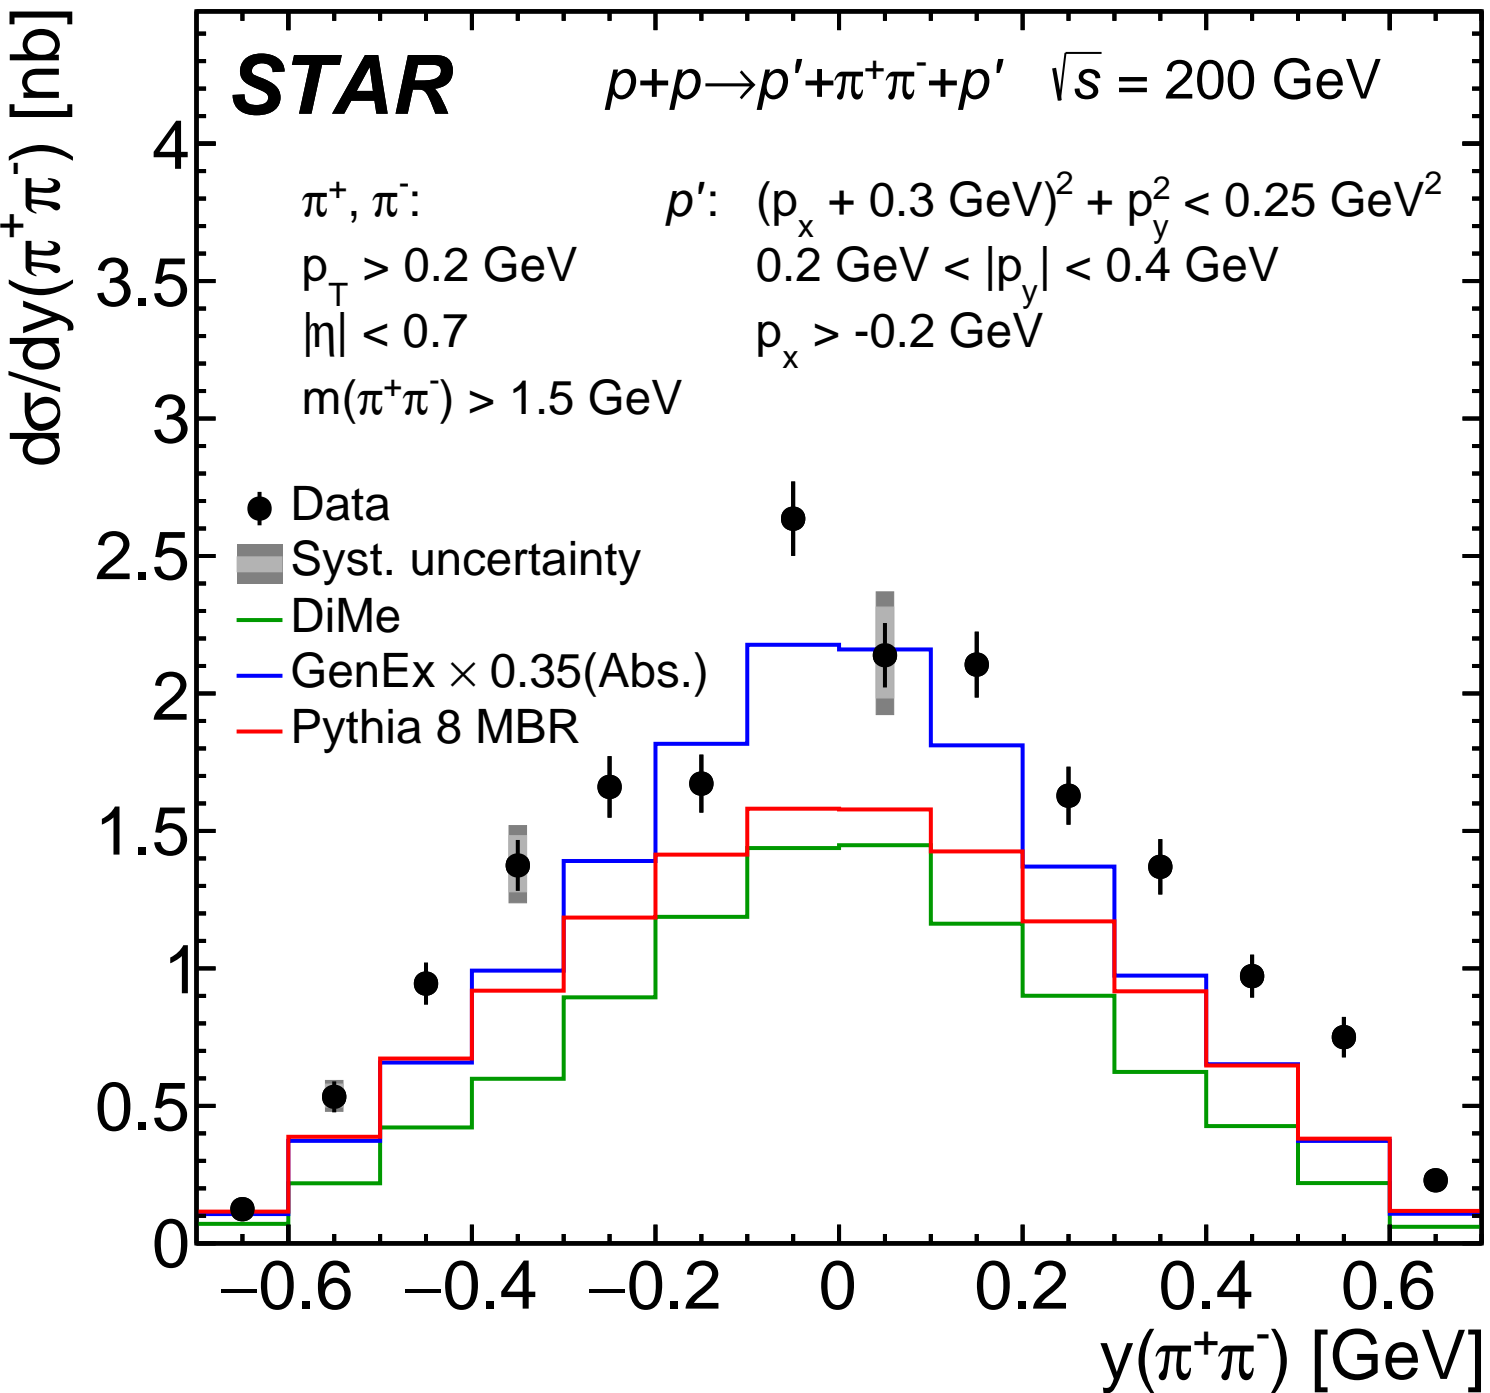 dσ/dy(π⁺π⁻) [nb]
STAR p+p→p′+π⁺π⁻+p′ √s = 200 GeV
π⁺, π⁻: p′: (pₓ + 0.3 GeV)² + p_y² < 0.25 GeV²
p_T > 0.2 GeV 0.2 GeV < |p_y| < 0.4 GeV
|η| < 0.7 pₓ > -0.2 GeV
m(π⁺π⁻) > 1.5 GeV
Data
Syst. uncertainty
DiMe
GenEx × 0.35(Abs.)
Pythia 8 MBR
4
3.5
3
2.5
2
1.5
1
0.5
0
−0.6 −0.4 −0.2 0 0.2 0.4 0.6
y(π⁺π⁻) [GeV]